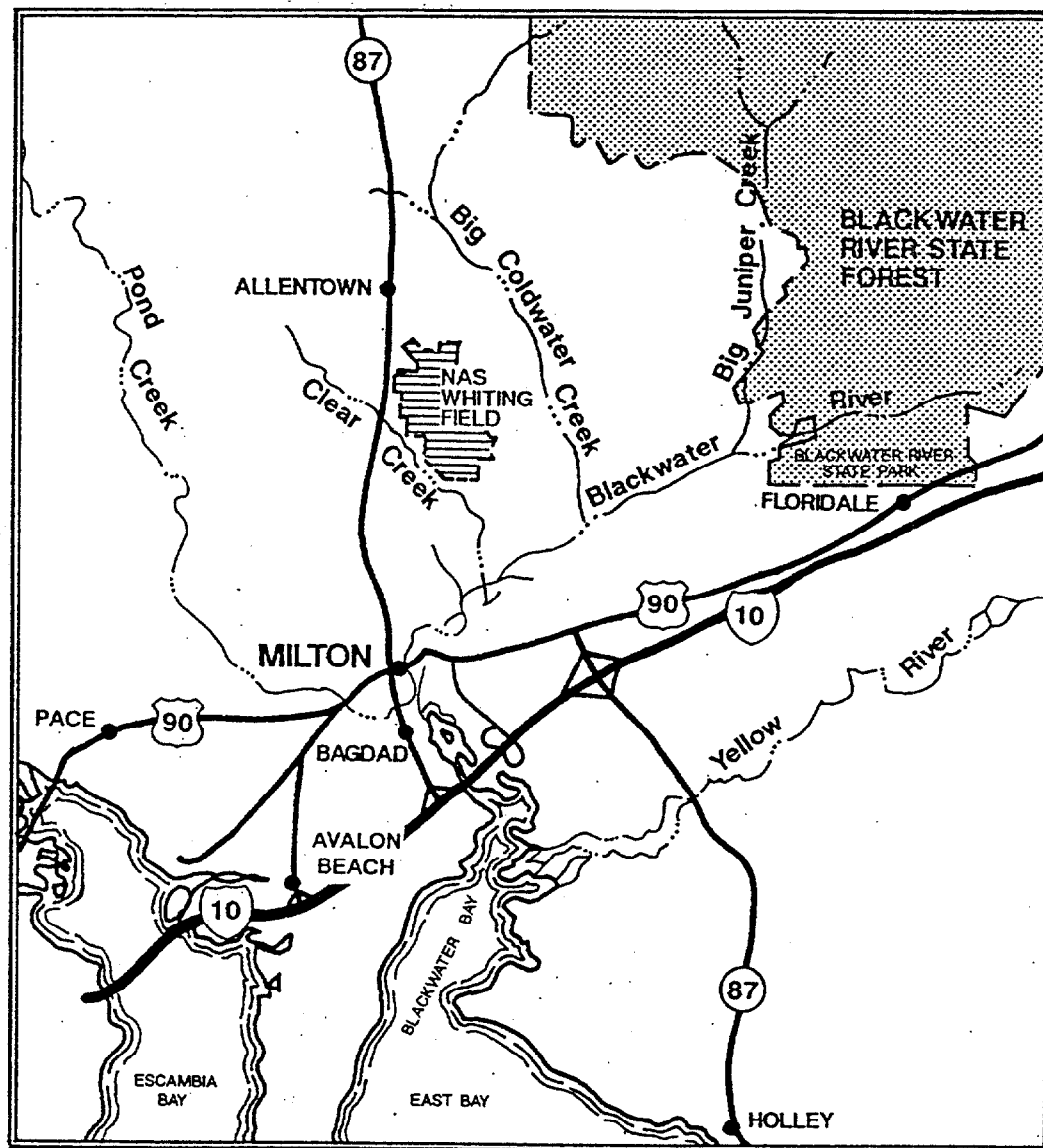 87
Big Juniper Creek
BLACKWATER
RIVER STATE
FOREST
Big Coldwater Creek
Pond Creek
ALLENTOWN
NAS
WHITING
FIELD
Clear Creek
Blackwater River
BLACKWATER RIVER
STATE PARK
FLORIDALE
90
10
MILTON
Yellow River
PACE
90
BAGDAD
AVALON
BEACH
10
BLACKWATER BAY
87
ESCAMBIA
BAY
EAST BAY
HOLLEY